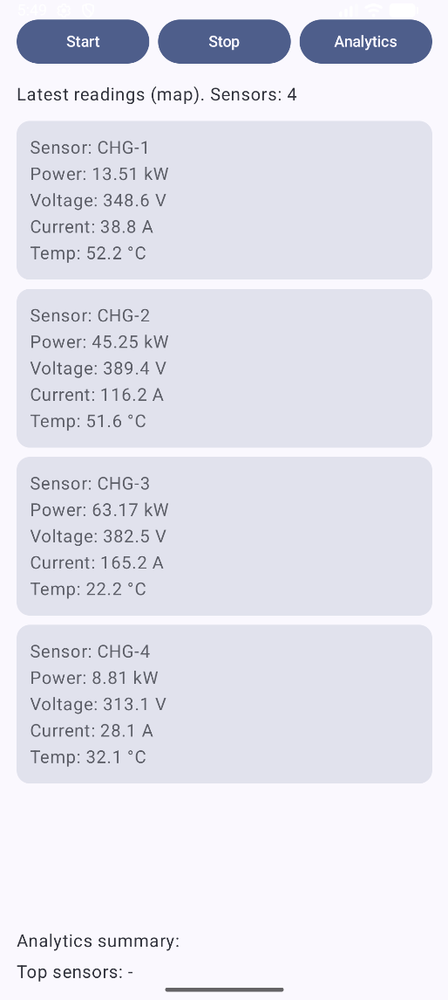 5:49
Start Stop Analytics
Latest readings (map). Sensors: 4
Sensor: CHG-1
Power: 13.51 kW
Voltage: 348.6 V
Current: 38.8 A
Temp: 52.2 °C
Sensor: CHG-2
Power: 45.25 kW
Voltage: 389.4 V
Current: 116.2 A
Temp: 51.6 °C
Sensor: CHG-3
Power: 63.17 kW
Voltage: 382.5 V
Current: 165.2 A
Temp: 22.2 °C
Sensor: CHG-4
Power: 8.81 kW
Voltage: 313.1 V
Current: 28.1 A
Temp: 32.1 °C
Analytics summary:
Top sensors: -